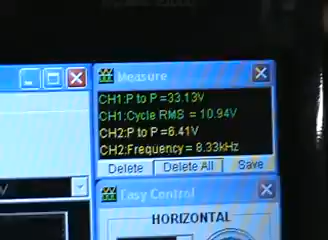 Measure
CH1:P to P =33.13V
CH1:Cycle RMS = 10.94V
CH2:P to P =6.41V
CH2:Frequency = 8.33kHz
Delete Delete All Save
V
Easy Control
HORIZONTAL